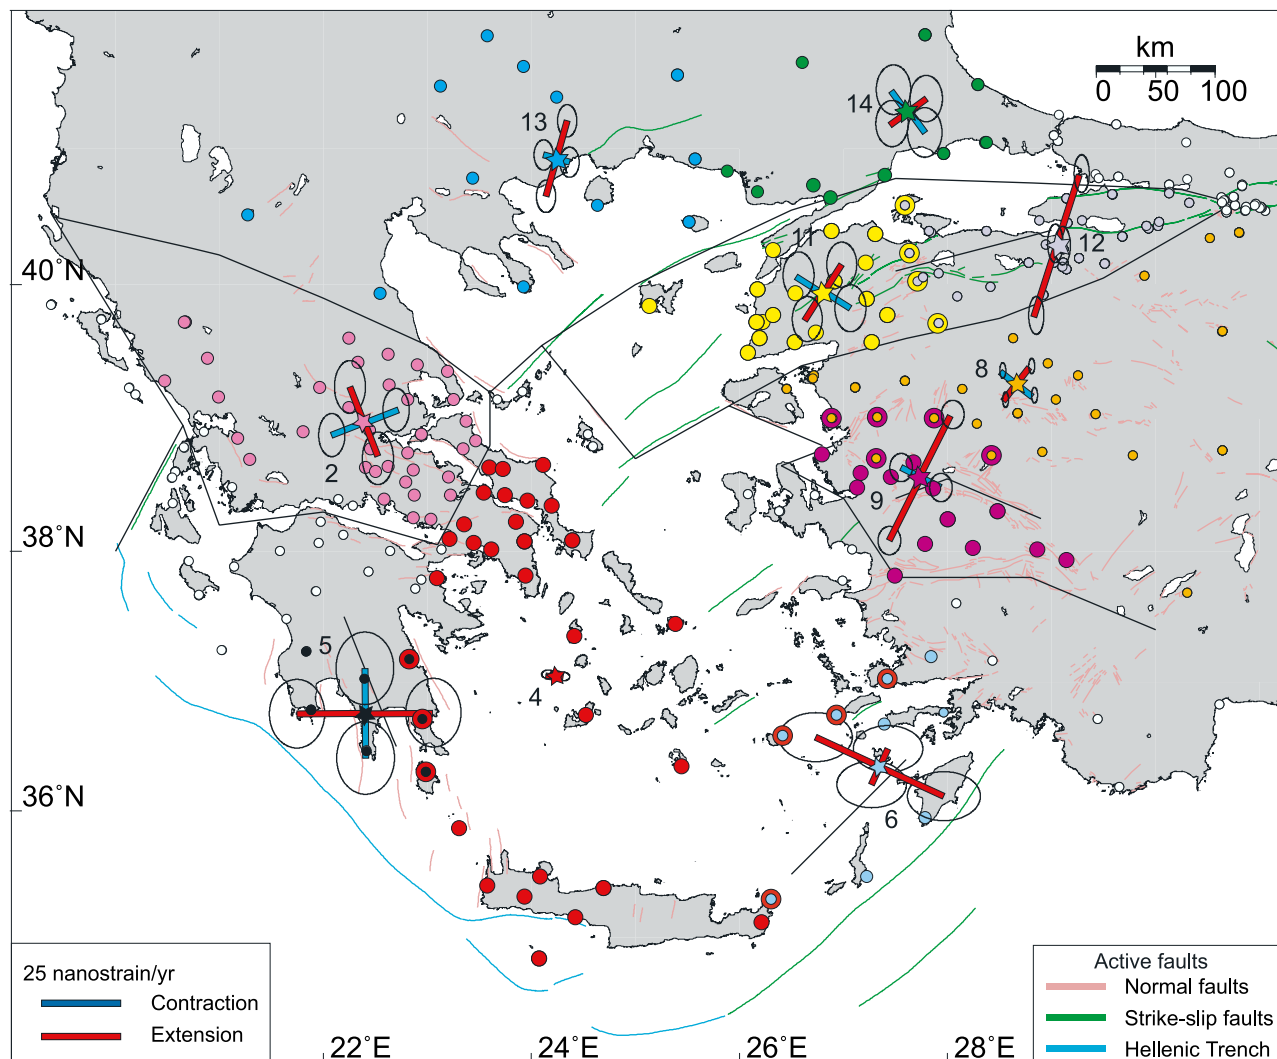 km
0 50 100
14
13
11
12
40°N
8
2
9
38°N
5
4
36°N
6
25 nanostrain/yr
Contraction
Extension
Active faults
Normal faults
Strike-slip faults
Hellenic Trench
22°E
24°E
26°E
28°E